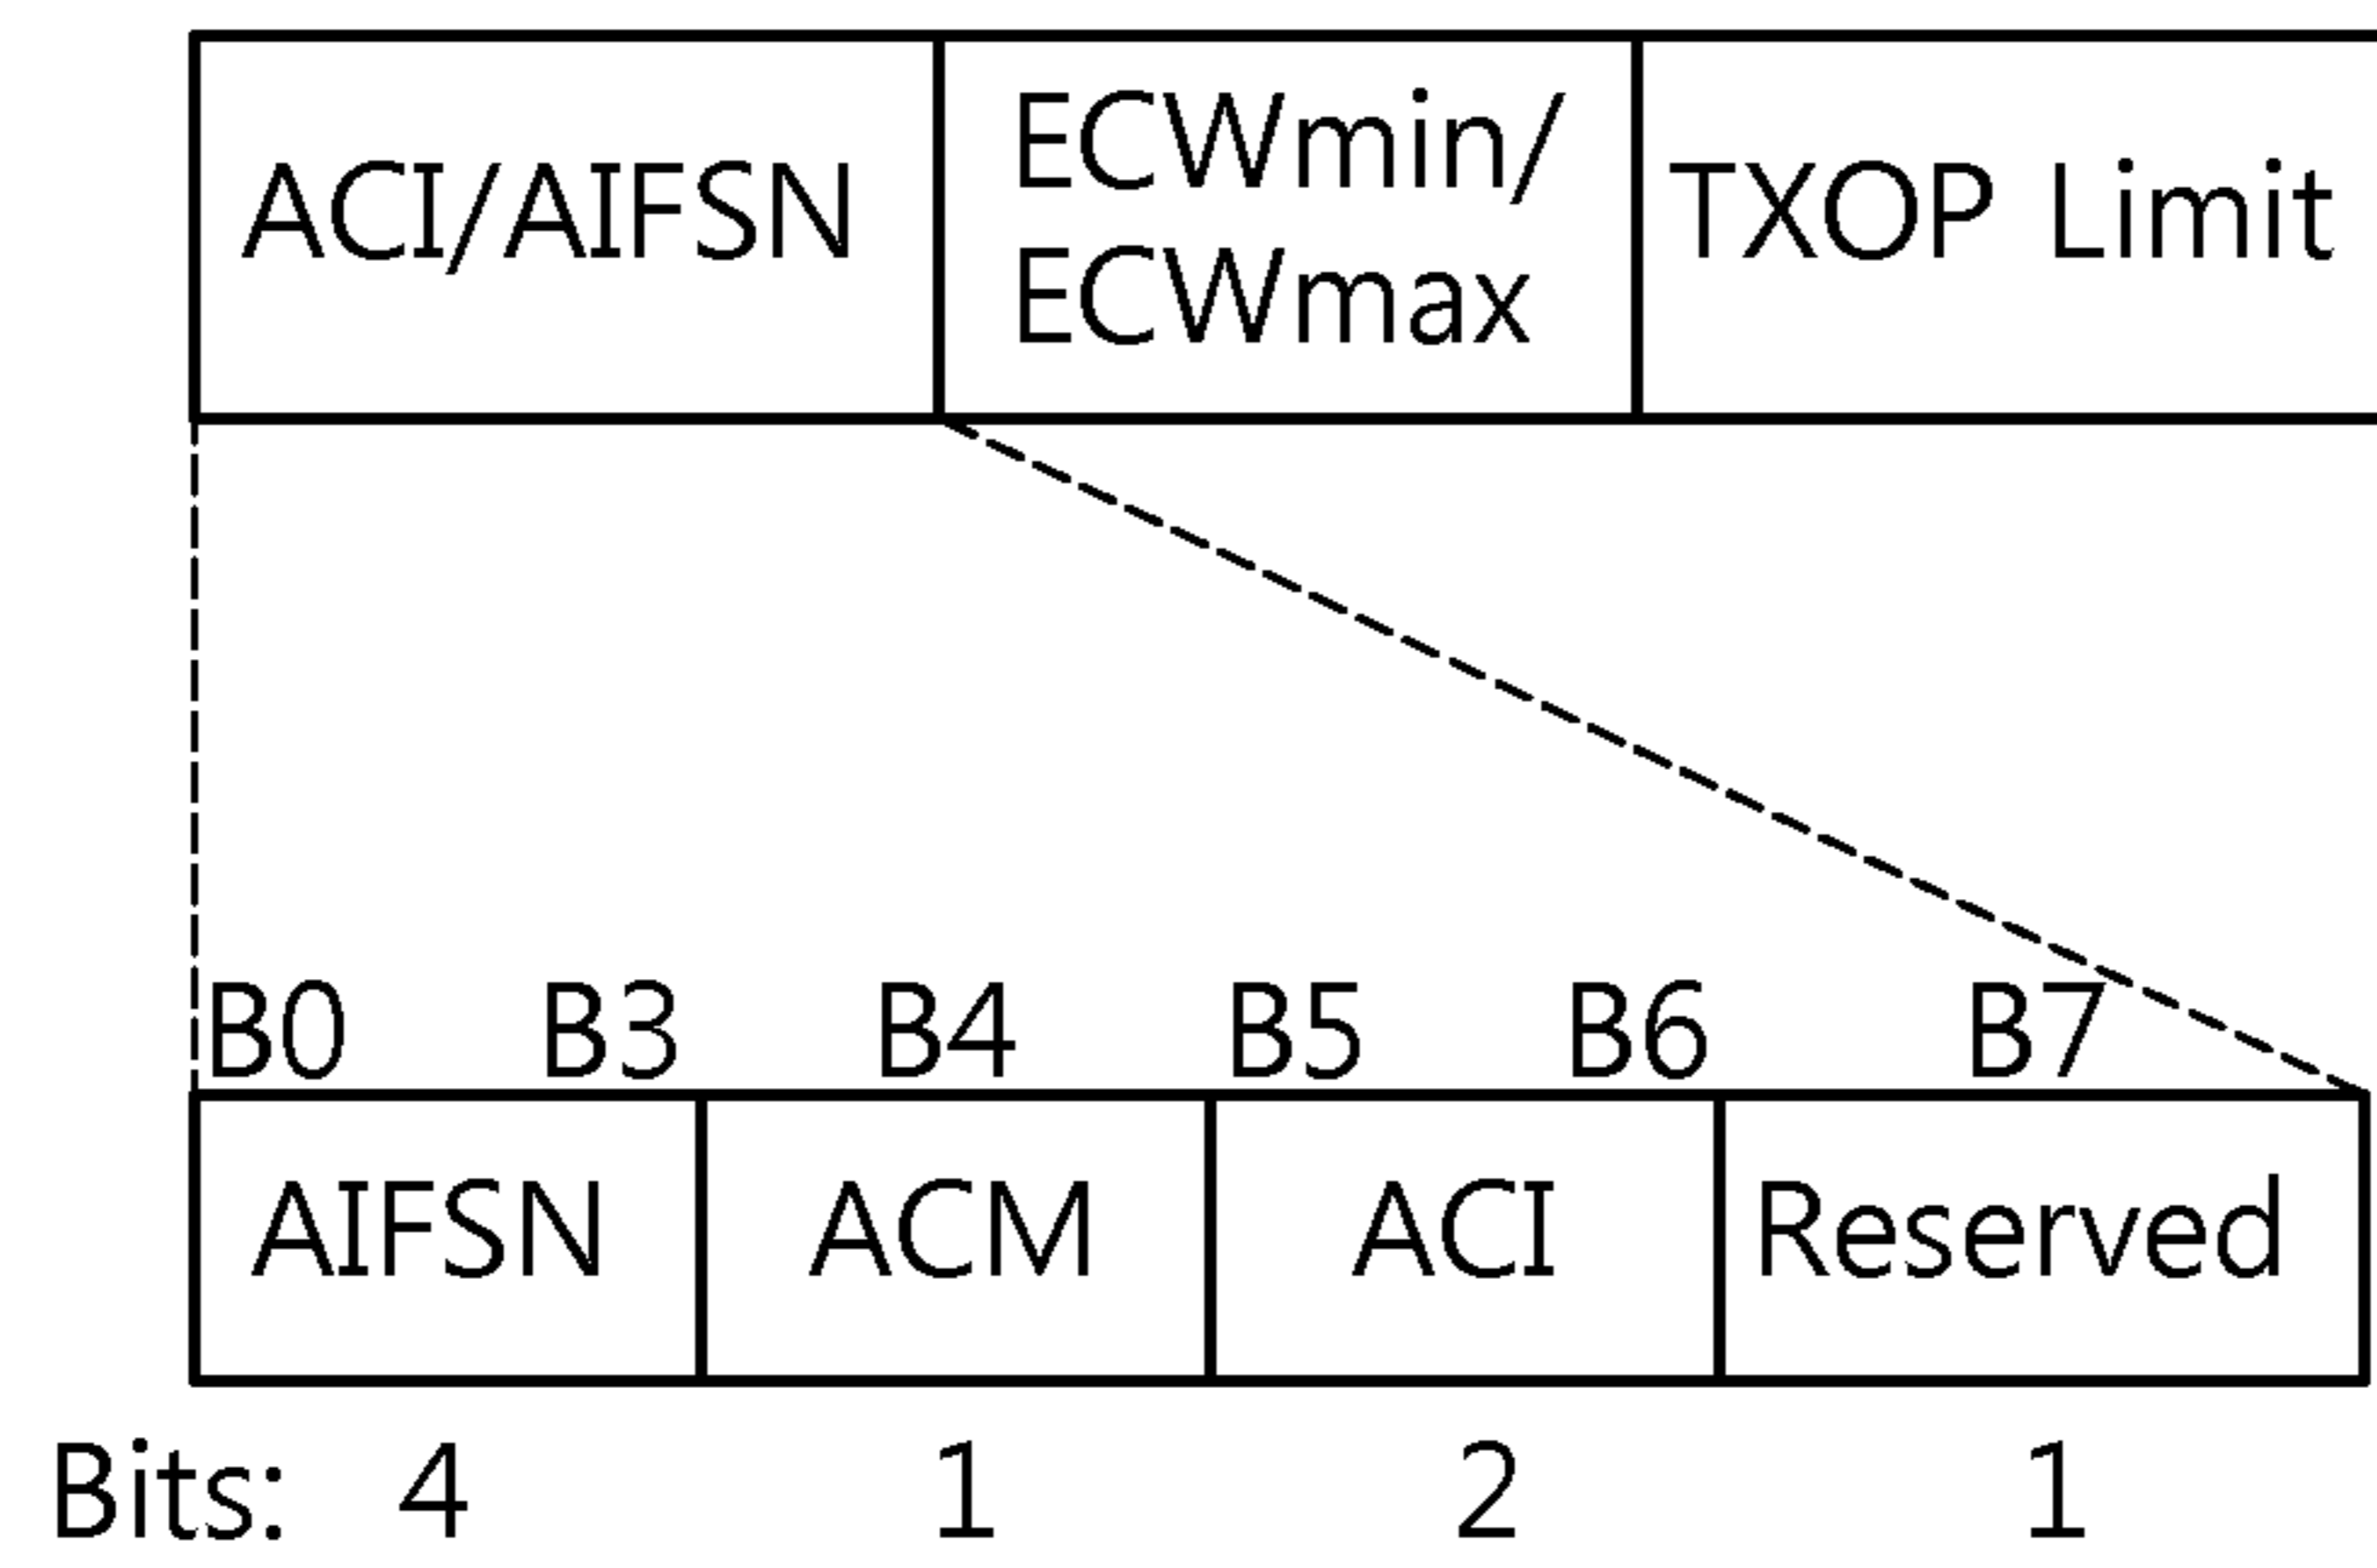 ACI/AIFSN ECWmin/ TXOP Limit
ECWmax
B0 B3 B4 B5 B6 B7
AIFSN ACM ACI Reserved
Bits: 4 1 2 1